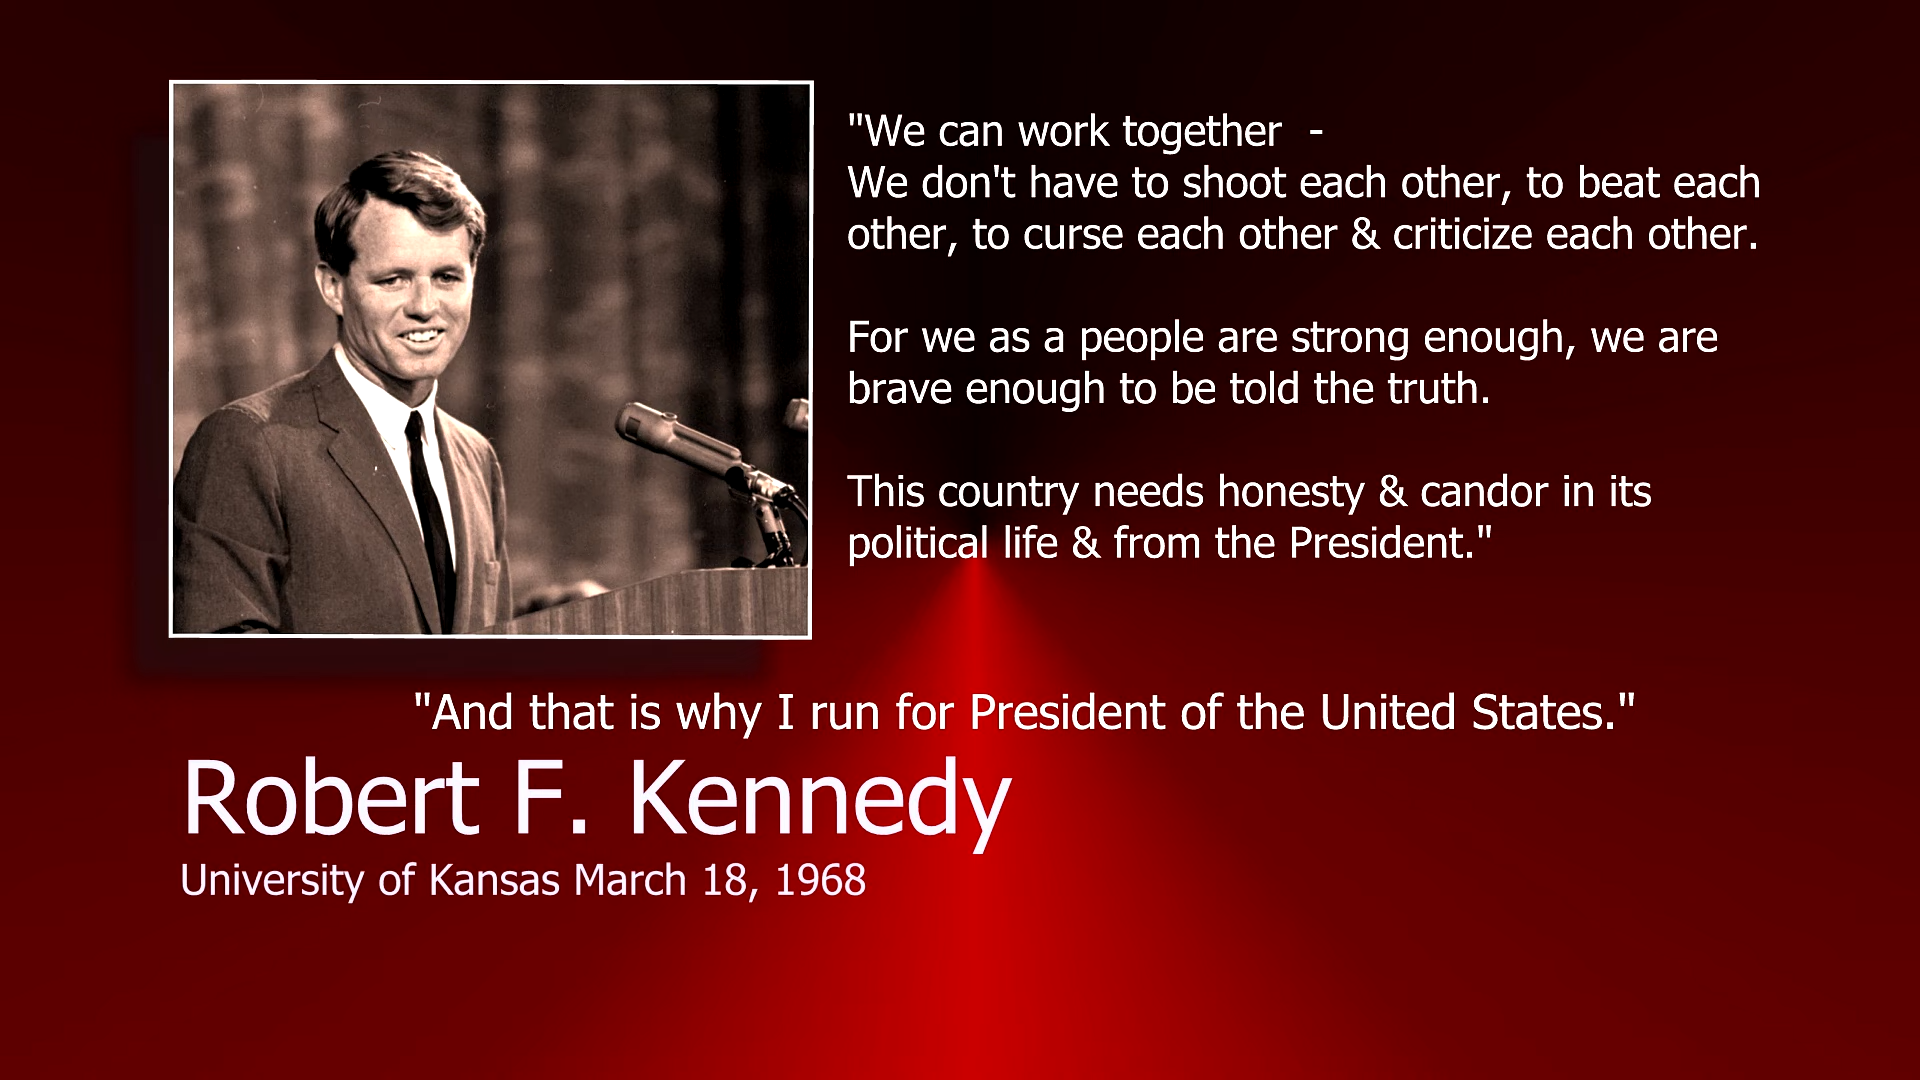 "We can work together  -
We don't have to shoot each other, to beat each
other, to curse each other & criticize each other.
For we as a people are strong enough, we are
brave enough to be told the truth.
This country needs honesty & candor in its
political life & from the President."
"And that is why I run for President of the United States."
Robert F. Kennedy
University of Kansas March 18, 1968